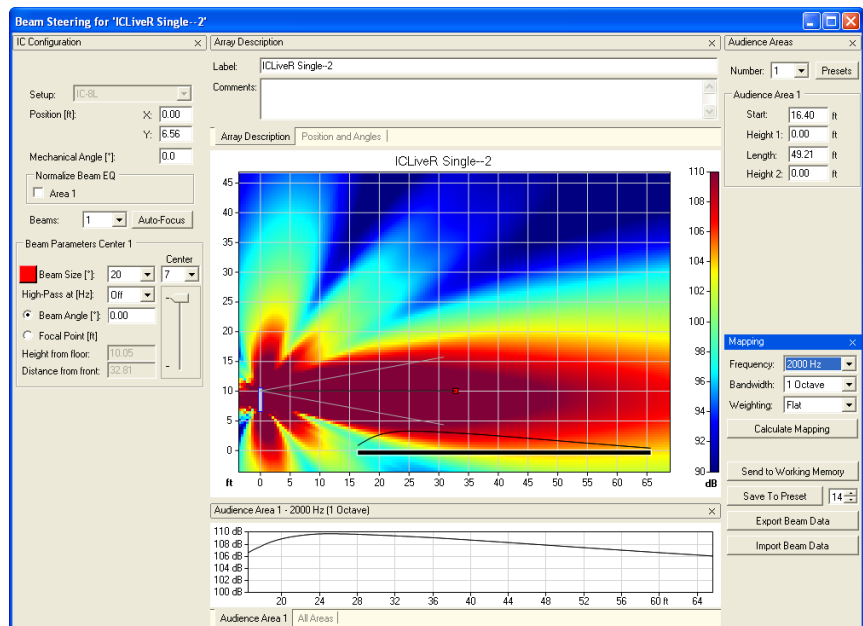 Beam Steering for 'ICLiveR Single--2'
IC Configuration
Setup: IC-8L
Position [ft]: X: 0.00
Y: 6.56
Mechanical Angle [°]: 0.0
Normalize Beam EQ
Area 1
Beams: 1 Auto-Focus
Beam Parameters Center 1
Center
Beam Size [°]: 20 7
High-Pass at [Hz]: Off
Beam Angle [°]: 0.00
Focal Point [ft]
Height from floor: 10.05
Distance from front: 32.81
Array Description
Label: ICLiveR Single--2
Comments:
Array Description Position and Angles
ICLiveR Single--2
45
40
35
30
25
20
15
10
5
0
ft 0 5 10 15 20 25 30 35 40 45 50 55 60 65
110
108
106
104
102
100
98
96
94
92
90
dB
Audience Area 1 - 2000 Hz (1 Octave)
110 dB
108 dB
106 dB
104 dB
102 dB
100 dB
20 24 28 32 36 40 44 48 52 56 60 ft 64
Audience Area 1 All Areas
Audience Areas
Number: 1 Presets
Audience Area 1
Start: 16.40 ft
Height 1: 0.00 ft
Length: 49.21 ft
Height 2: 0.00 ft
Mapping
Frequency: 2000 Hz
Bandwidth: 1 Octave
Weighting: Flat
Calculate Mapping
Send to Working Memory
Save To Preset 14
Export Beam Data
Import Beam Data